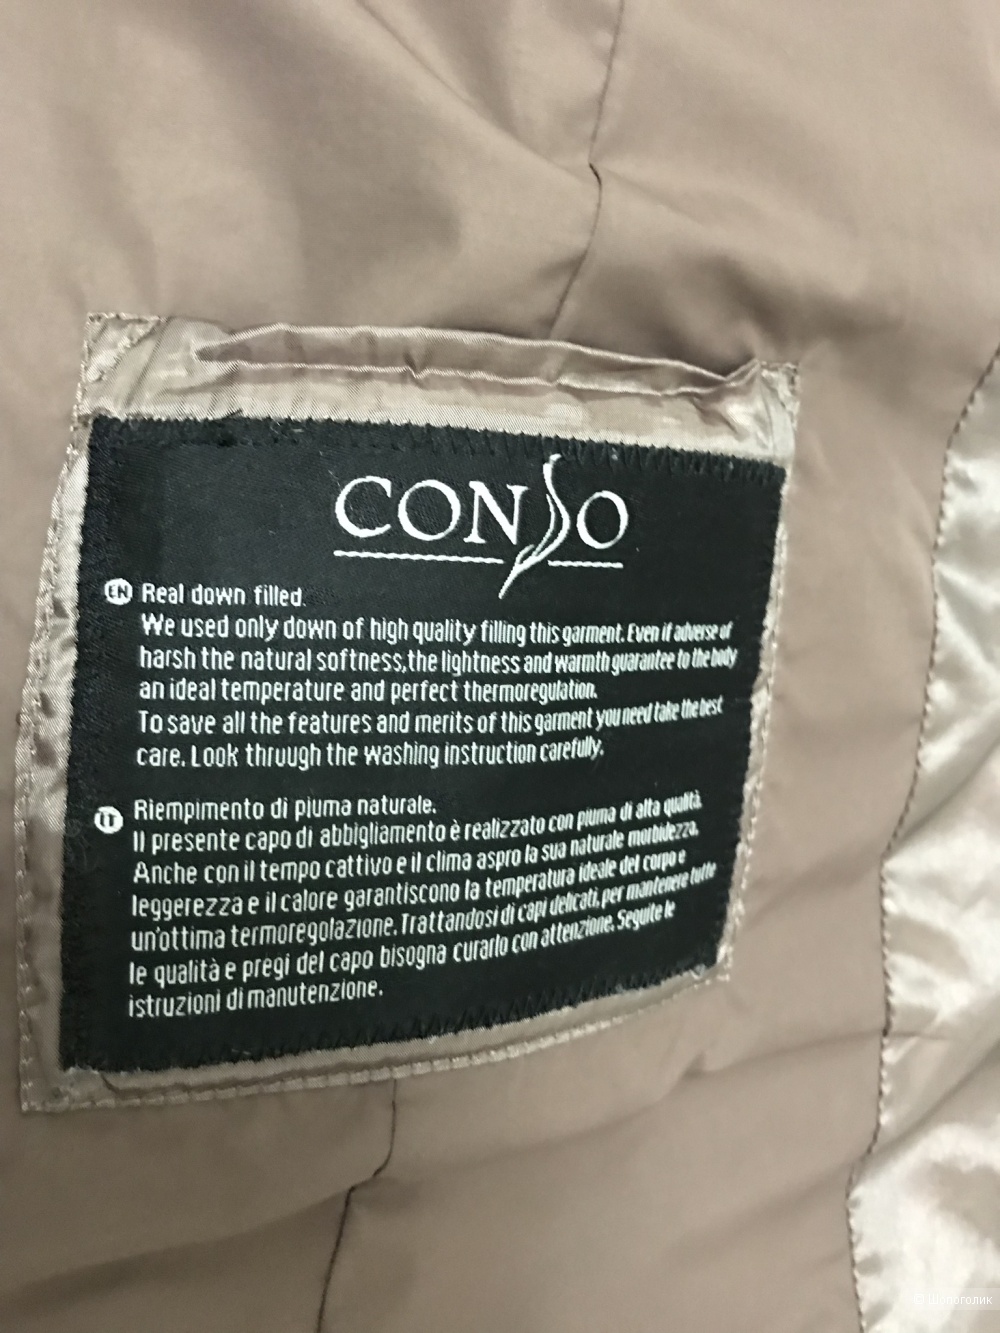 CONSO
EN Real down filled.
We used only down of high quality filling this garment. Even if adverse of
harsh the natural softness,the lightness and warmth guarantee to the body
an ideal temperature and perfect thermoregulation.
To save all the features and merits of this garment you need take the best
care. Look thruugh the washing instruction carefully.
IT Riempimento di piuma naturale.
Il presente capo di abbigliamento è realizzato con piuma di alta qualità.
Anche con il tempo cattivo e il clima aspro la sua naturale morbidezza,
leggerezza e il calore garantiscono la temperatura ideale del corpo e
un'ottima termoregolazione. Trattandosi di capi delicati, per mantenere tutte
le qualità e pregi del capo bisogna curarlo con attenzione. Seguite le
istruzioni di manutenzione.
© Шопоголик